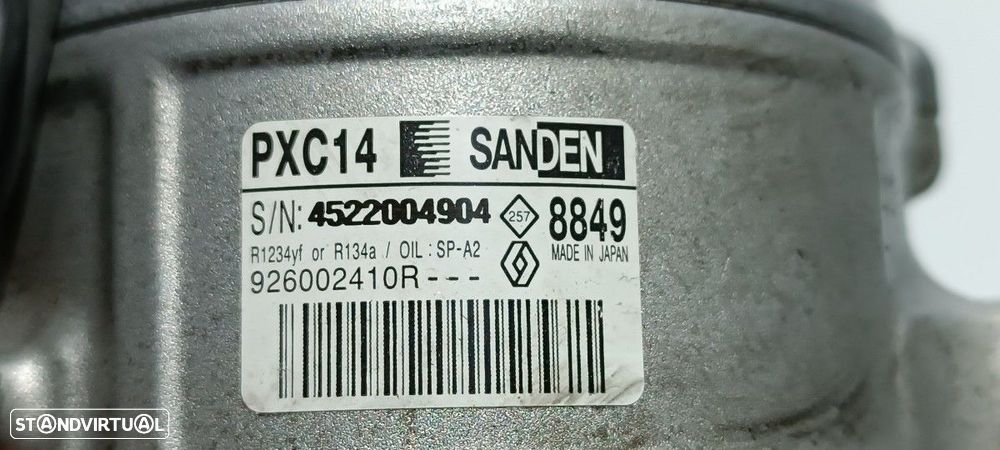 PXC14 SANDEN
S/N: 4522004904 257 8849
R1234yf or R134a / OIL : SP-A2 MADE IN JAPAN
926002410R - - -
STANDVIRTUAL